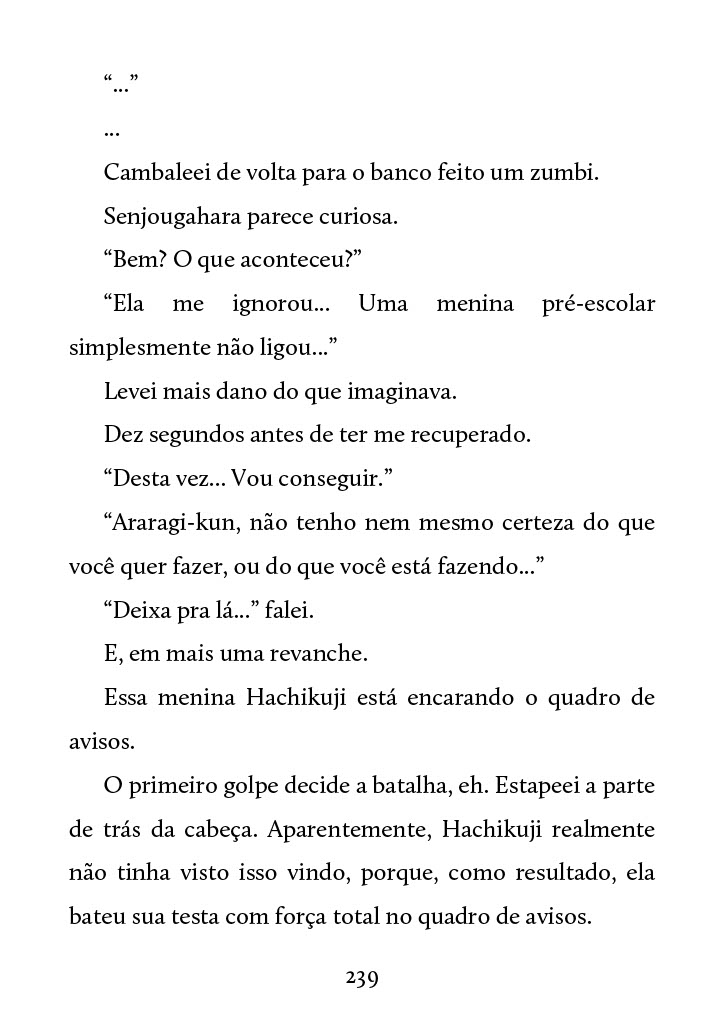 “...”
...
Cambaleei de volta para o banco feito um zumbi.
Senjougahara parece curiosa.
“Bem? O que aconteceu?”
“Ela me ignorou... Uma menina pré-escolar
simplesmente não ligou...”
Levei mais dano do que imaginava.
Dez segundos antes de ter me recuperado.
“Desta vez... Vou conseguir.”
“Araragi-kun, não tenho nem mesmo certeza do que
você quer fazer, ou do que você está fazendo...”
“Deixa pra lá...” falei.
E, em mais uma revanche.
Essa menina Hachikuji está encarando o quadro de
avisos.
O primeiro golpe decide a batalha, eh. Estapeei a parte
de trás da cabeça. Aparentemente, Hachikuji realmente
não tinha visto isso vindo, porque, como resultado, ela
bateu sua testa com força total no quadro de avisos.
239